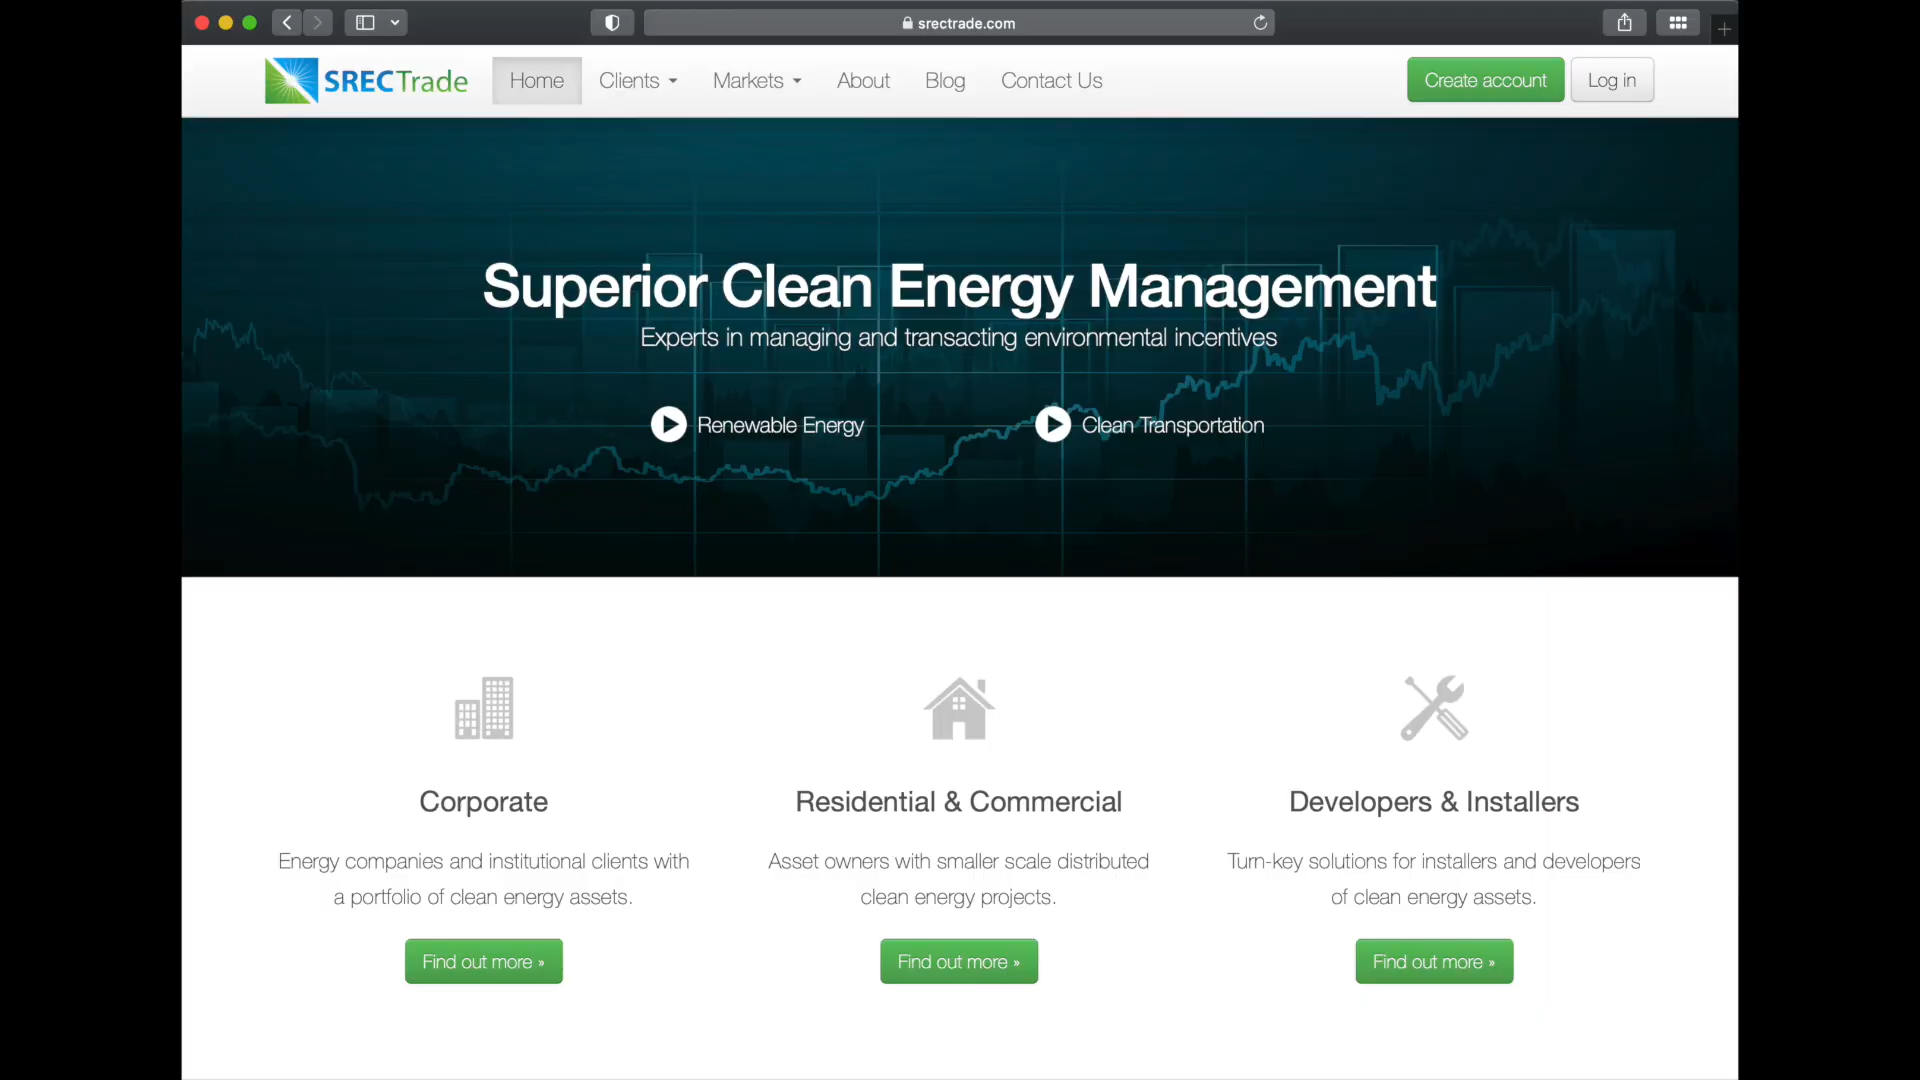 srectrade.com
SRECTrade
Home
Clients
Markets
About
Blog
Contact Us
Create account
Log in
Superior Clean Energy Management
Experts in managing and transacting environmental incentives
Renewable Energy
Clean Transportation
Corporate
Energy companies and institutional clients with
a portfolio of clean energy assets.
Find out more »
Residential & Commercial
Asset owners with smaller scale distributed
clean energy projects.
Find out more »
Developers & Installers
Turn-key solutions for installers and developers
of clean energy assets.
Find out more »